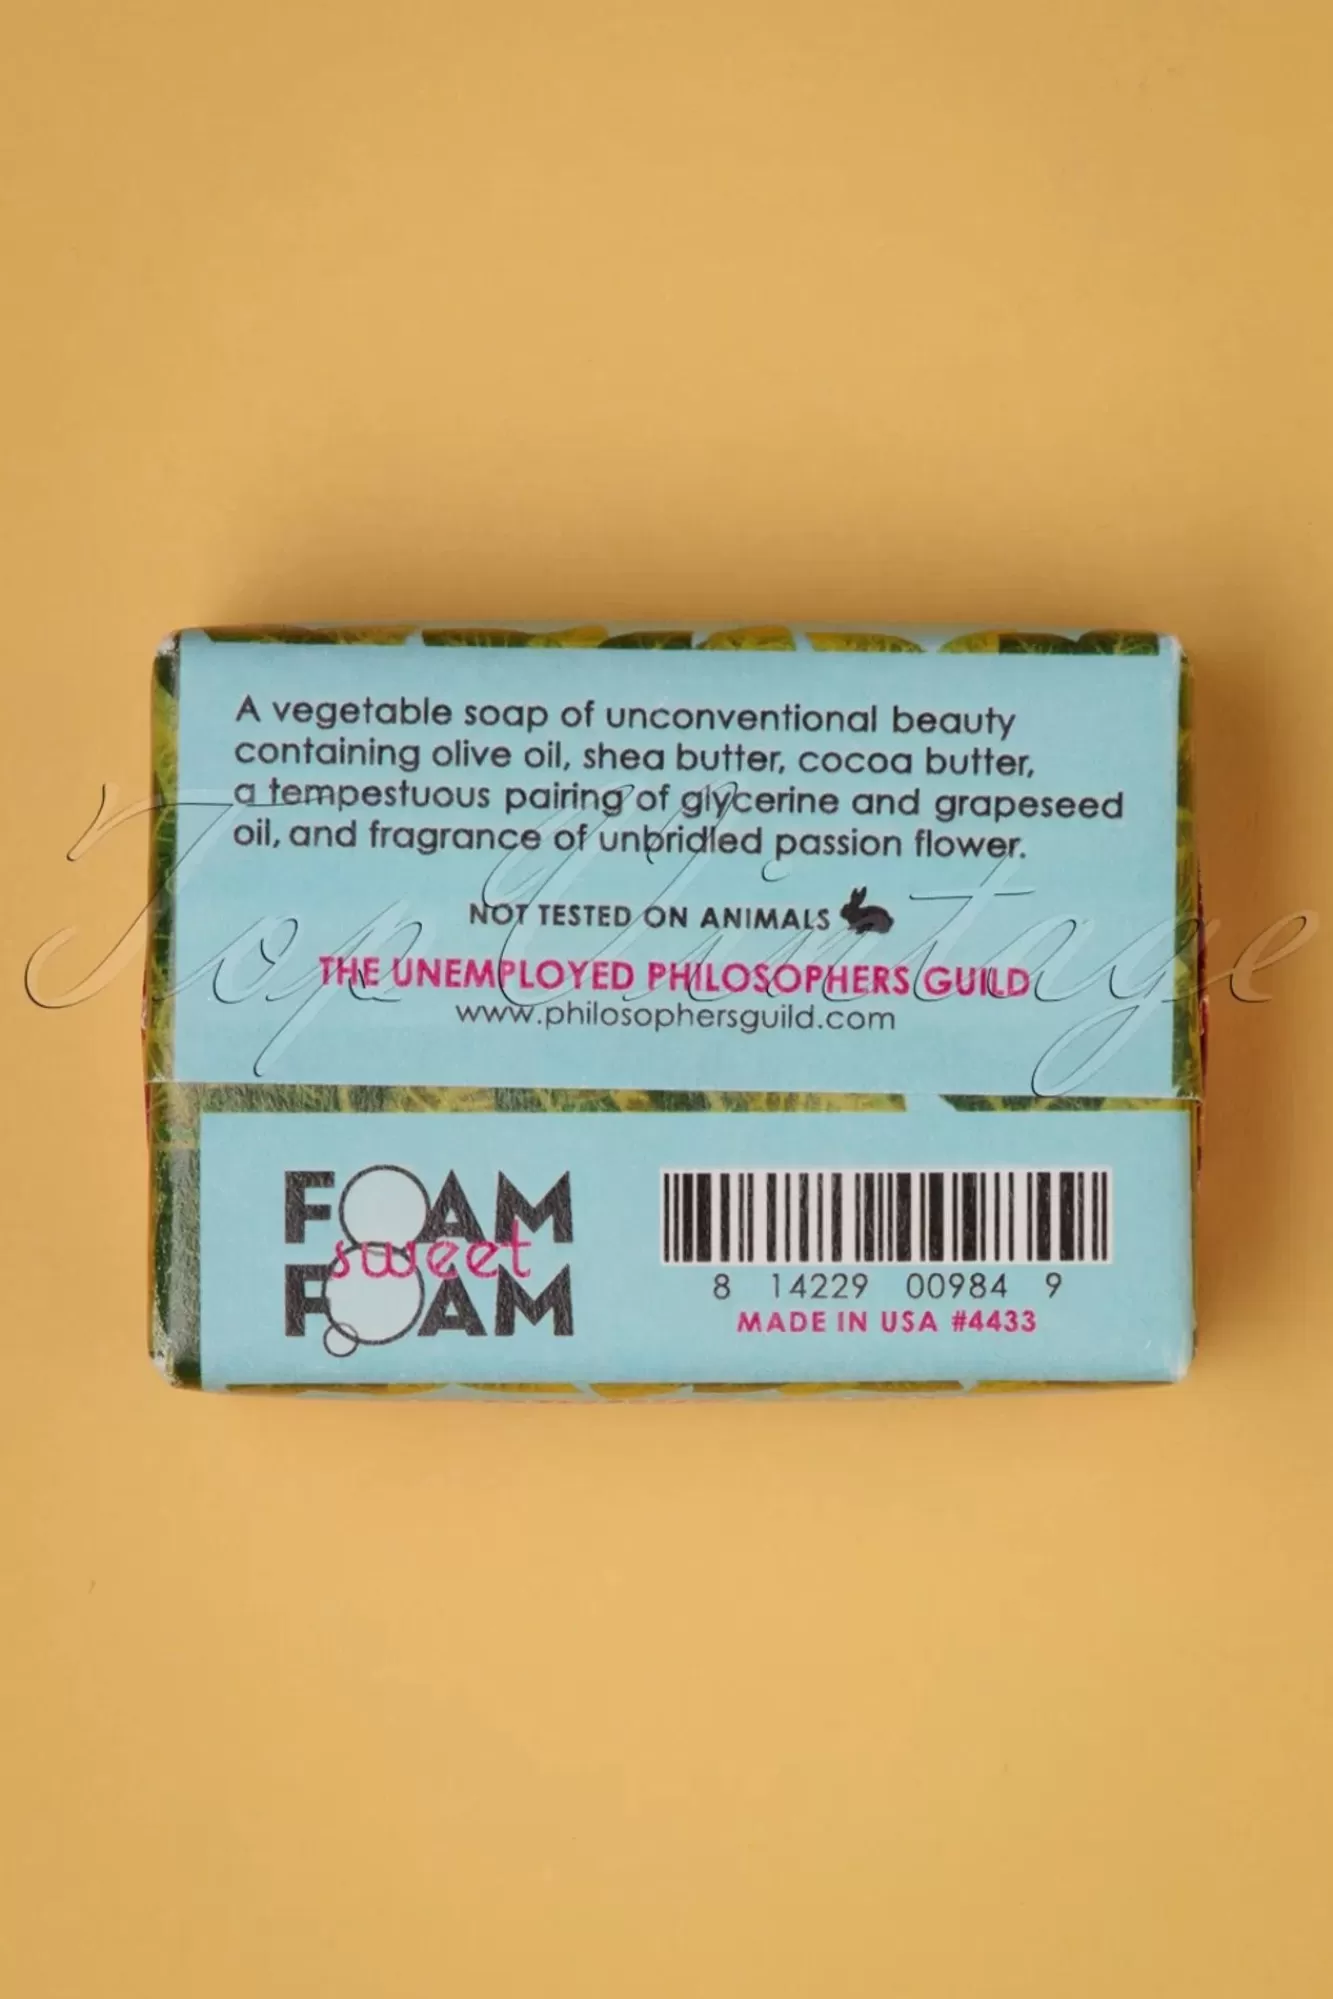 A vegetable soap of unconventional beauty
containing olive oil, shea butter, cocoa butter,
a tempestuous pairing of glycerine and grapeseed
oil, and fragrance of unbridled passion flower.
NOT TESTED ON ANIMALS
THE UNEMPLOYED PHILOSOPHERS GUILD
www.philosophersguild.com
Top Vintage
FOAM
sweet
FOAM
8 14229 00984 9
MADE IN USA #4433